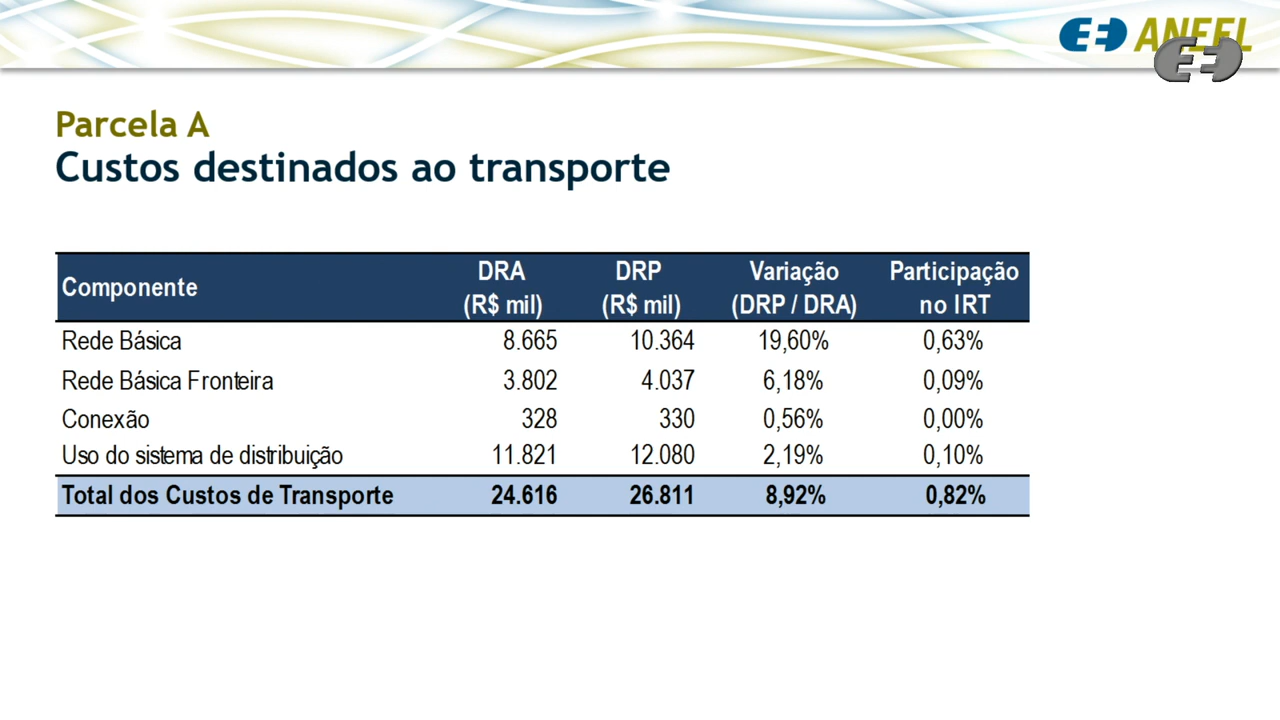 ANEEL
Parcela A
Custos destinados ao transporte
Componente DRA (R$ mil) DRP (R$ mil) Variação (DRP / DRA) Participação no IRT
Rede Básica 8.665 10.364 19,60% 0,63%
Rede Básica Fronteira 3.802 4.037 6,18% 0,09%
Conexão 328 330 0,56% 0,00%
Uso do sistema de distribuição 11.821 12.080 2,19% 0,10%
Total dos Custos de Transporte 24.616 26.811 8,92% 0,82%